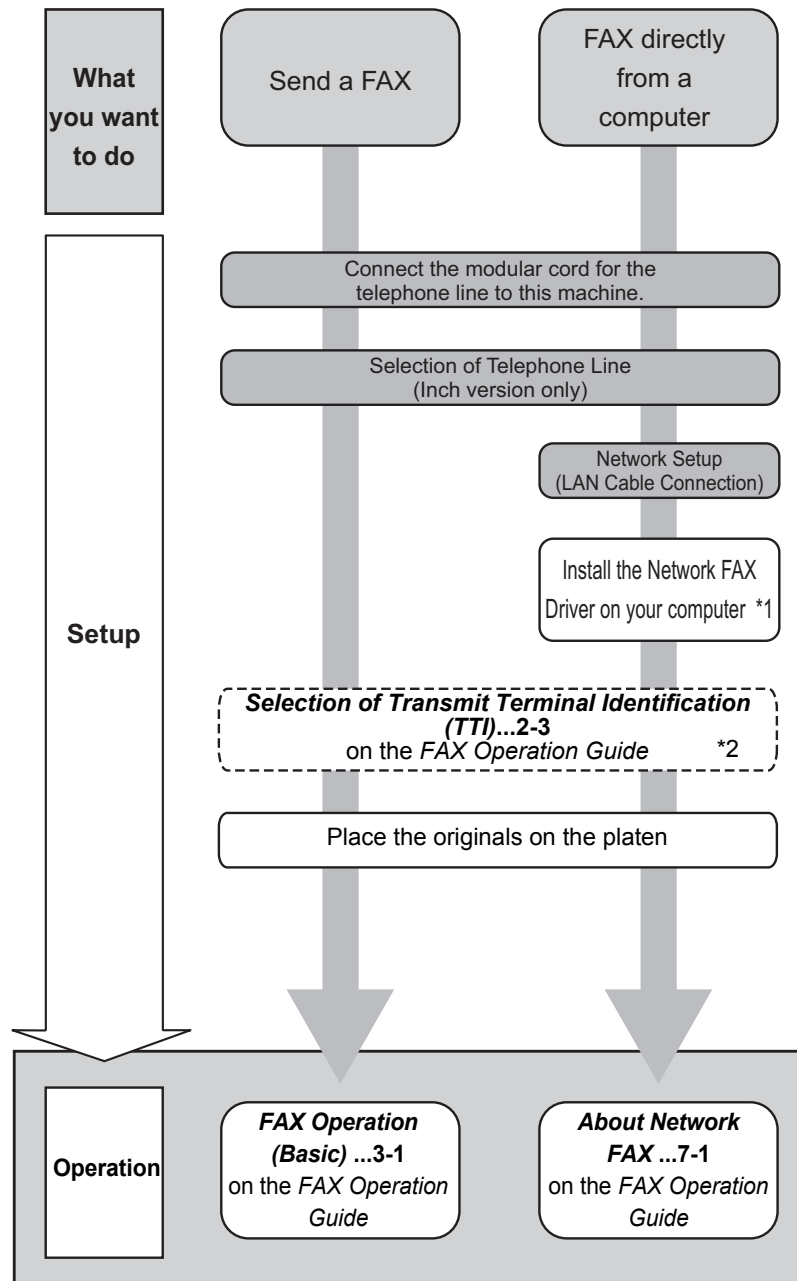 What
you want
to do
Send a FAX
FAX directly
from a
computer
Connect the modular cord for the
telephone line to this machine.
Selection of Telephone Line
(Inch version only)
Network Setup
(LAN Cable Connection)
Install the Network FAX
Driver on your computer *1
Setup
Selection of Transmit Terminal Identification
(TTI)...2-3
on the FAX Operation Guide *2
Place the originals on the platen
Operation
FAX Operation
(Basic) ...3-1
on the FAX Operation
Guide
About Network
FAX ...7-1
on the FAX Operation
Guide